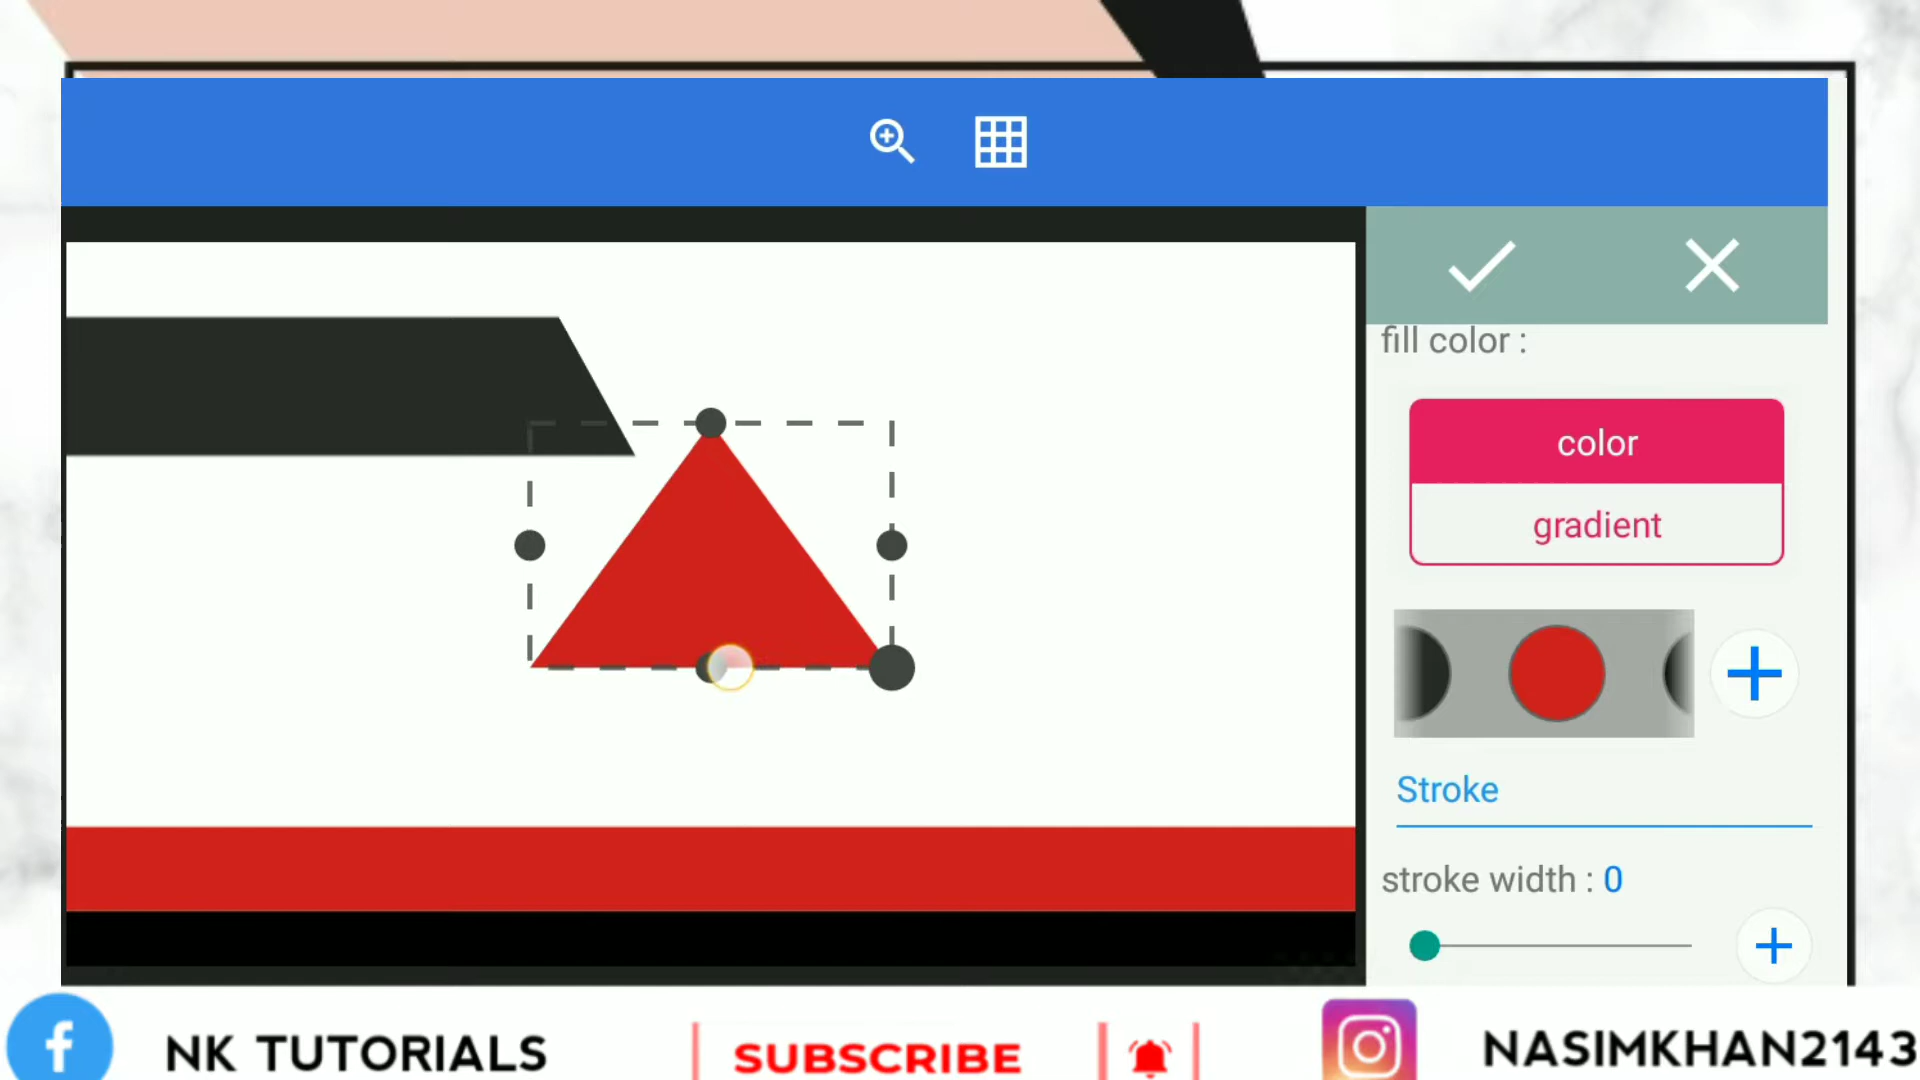 fill color :
color
gradient
Stroke
stroke width : 0
NK TUTORIALS
SUBSCRIBE
NASIMKHAN2143